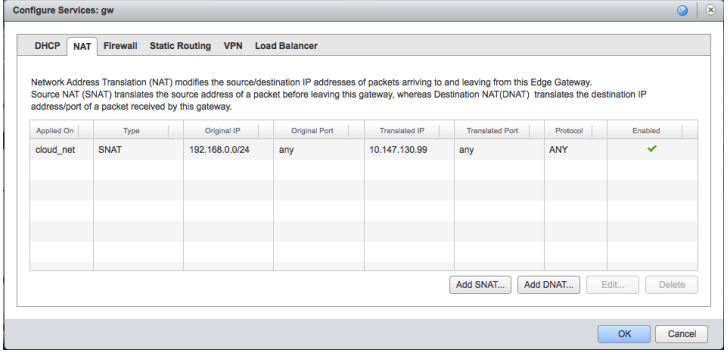 Configure Services: gw
DHCP NAT Firewall Static Routing VPN Load Balancer
Network Address Translation (NAT) modifies the source/destination IP addresses of packets arriving to and leaving from this Edge Gateway.
Source NAT (SNAT) translates the source address of a packet before leaving this gateway, whereas Destination NAT(DNAT) translates the destination IP
address/port of a packet received by this gateway.
Applied On Type Original IP Original Port Translated IP Translated Port Protocol Enabled
cloud_net SNAT 192.168.0.0/24 any 10.147.130.99 any ANY
Add SNAT... Add DNAT... Edit... Delete
OK Cancel